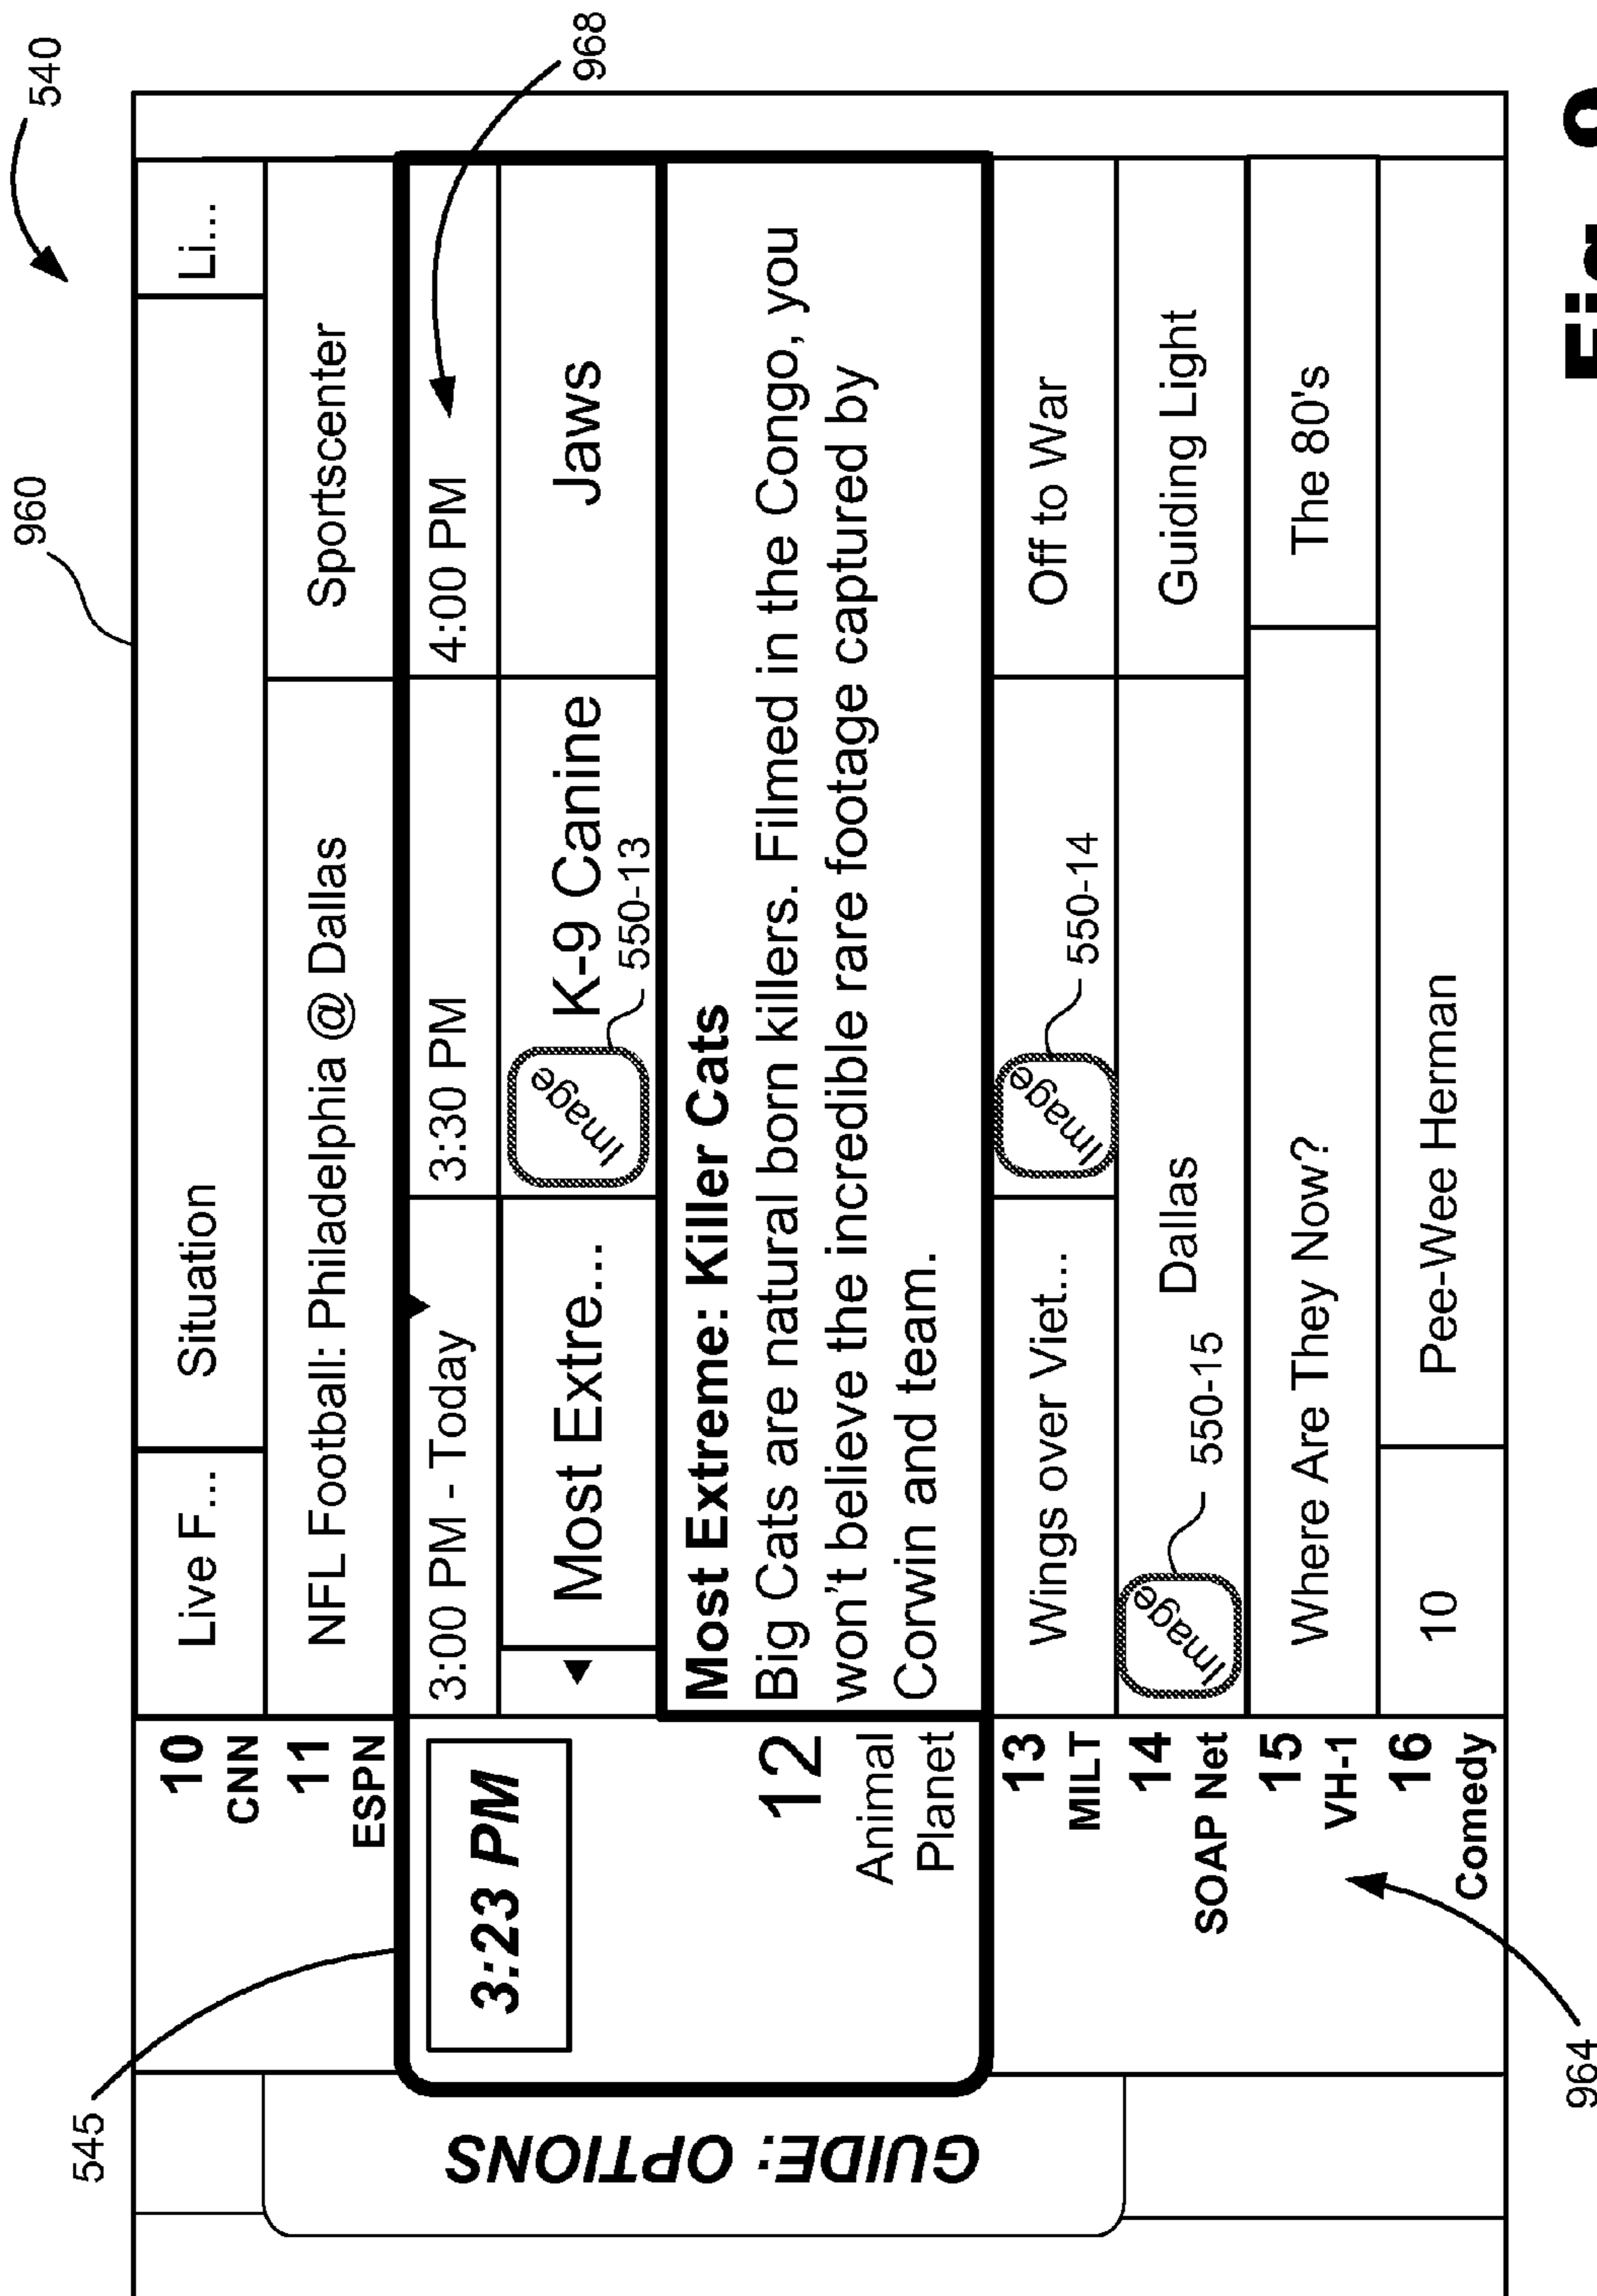 540
960
968
545
964
GUIDE: OPTIONS
10
CNN
Live F...
Situation
Li...
11
ESPN
NFL Football: Philadelphia @ Dallas
Sportscenter
3:23 PM
3:00 PM - Today
3:30 PM
4:00 PM
Most Extre...
Image
K-9 Canine
550-13
Jaws
12
Animal
Planet
Most Extreme: Killer Cats
Big Cats are natural born killers. Filmed in the Congo, you
won't believe the incredible rare footage captured by
Corwin and team.
13
MILT
Wings over Viet...
Image
550-14
Off to War
14
SOAP Net
Image
550-15
Dallas
Guiding Light
15
VH-1
Where Are They Now?
The 80's
16
Comedy
10
Pee-Wee Herman